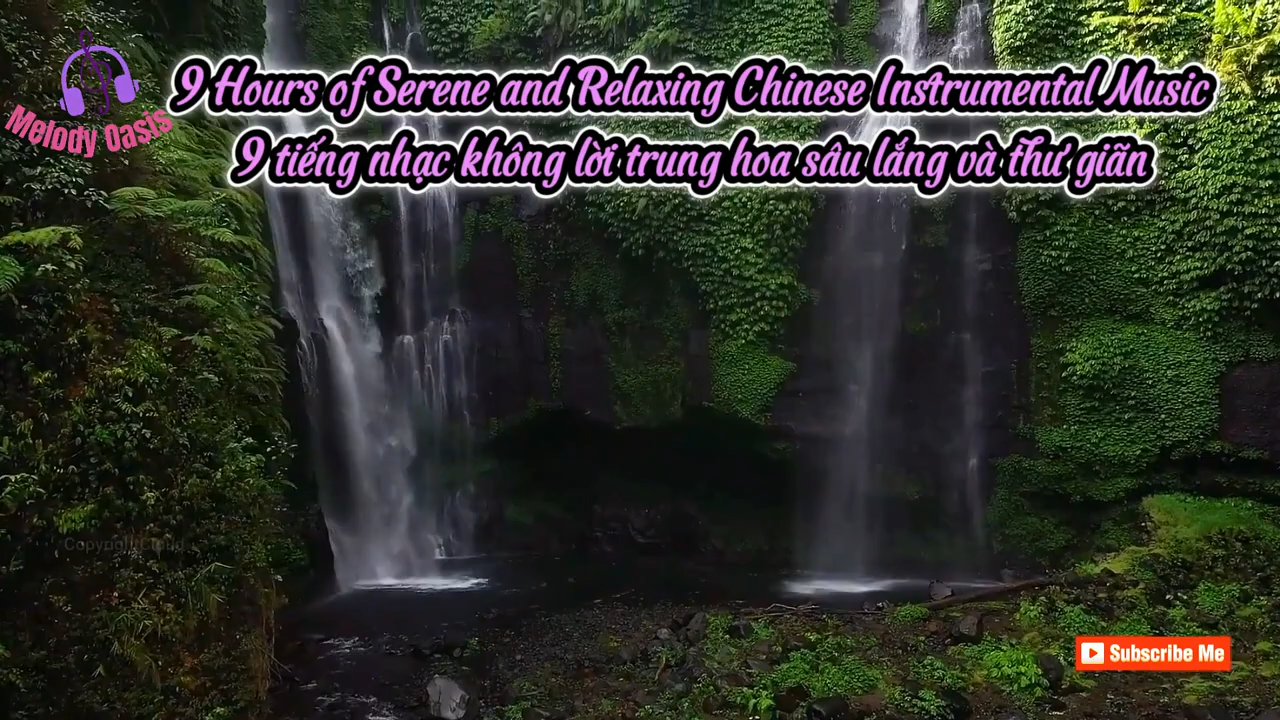 9 Hours of Serene and Relaxing Chinese Instrumental Music
Melody Oasis
9 tiếng nhạc không lời trung hoa sâu lắng và thư giãn
Subscribe Me